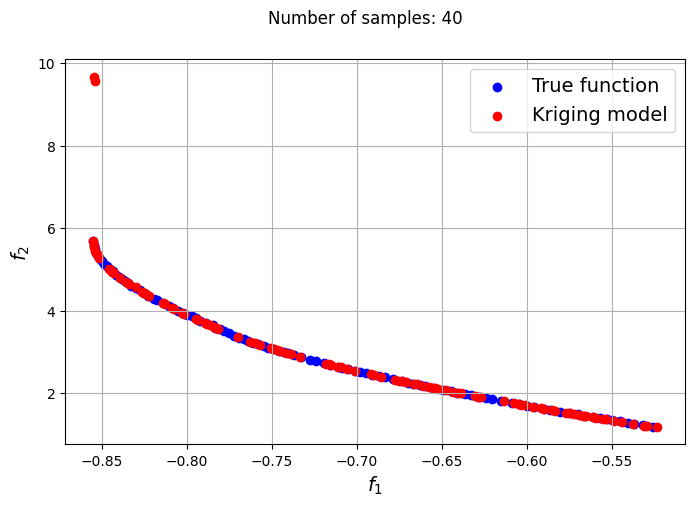 Number of samples: 40
True function
Kriging model
10
8
6
4
2
f₂
−0.85 −0.80 −0.75 −0.70 −0.65 −0.60 −0.55
f₁